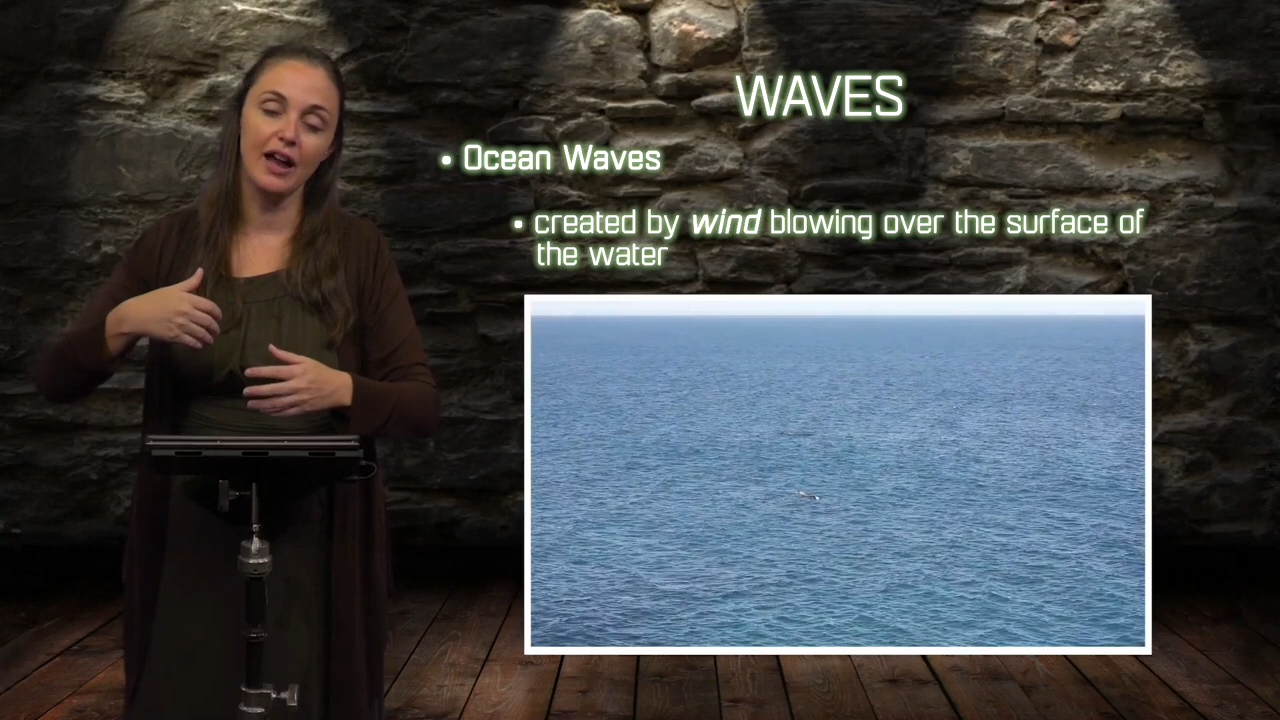 WAVES
• Ocean Waves
• created by wind blowing over the surface of
the water